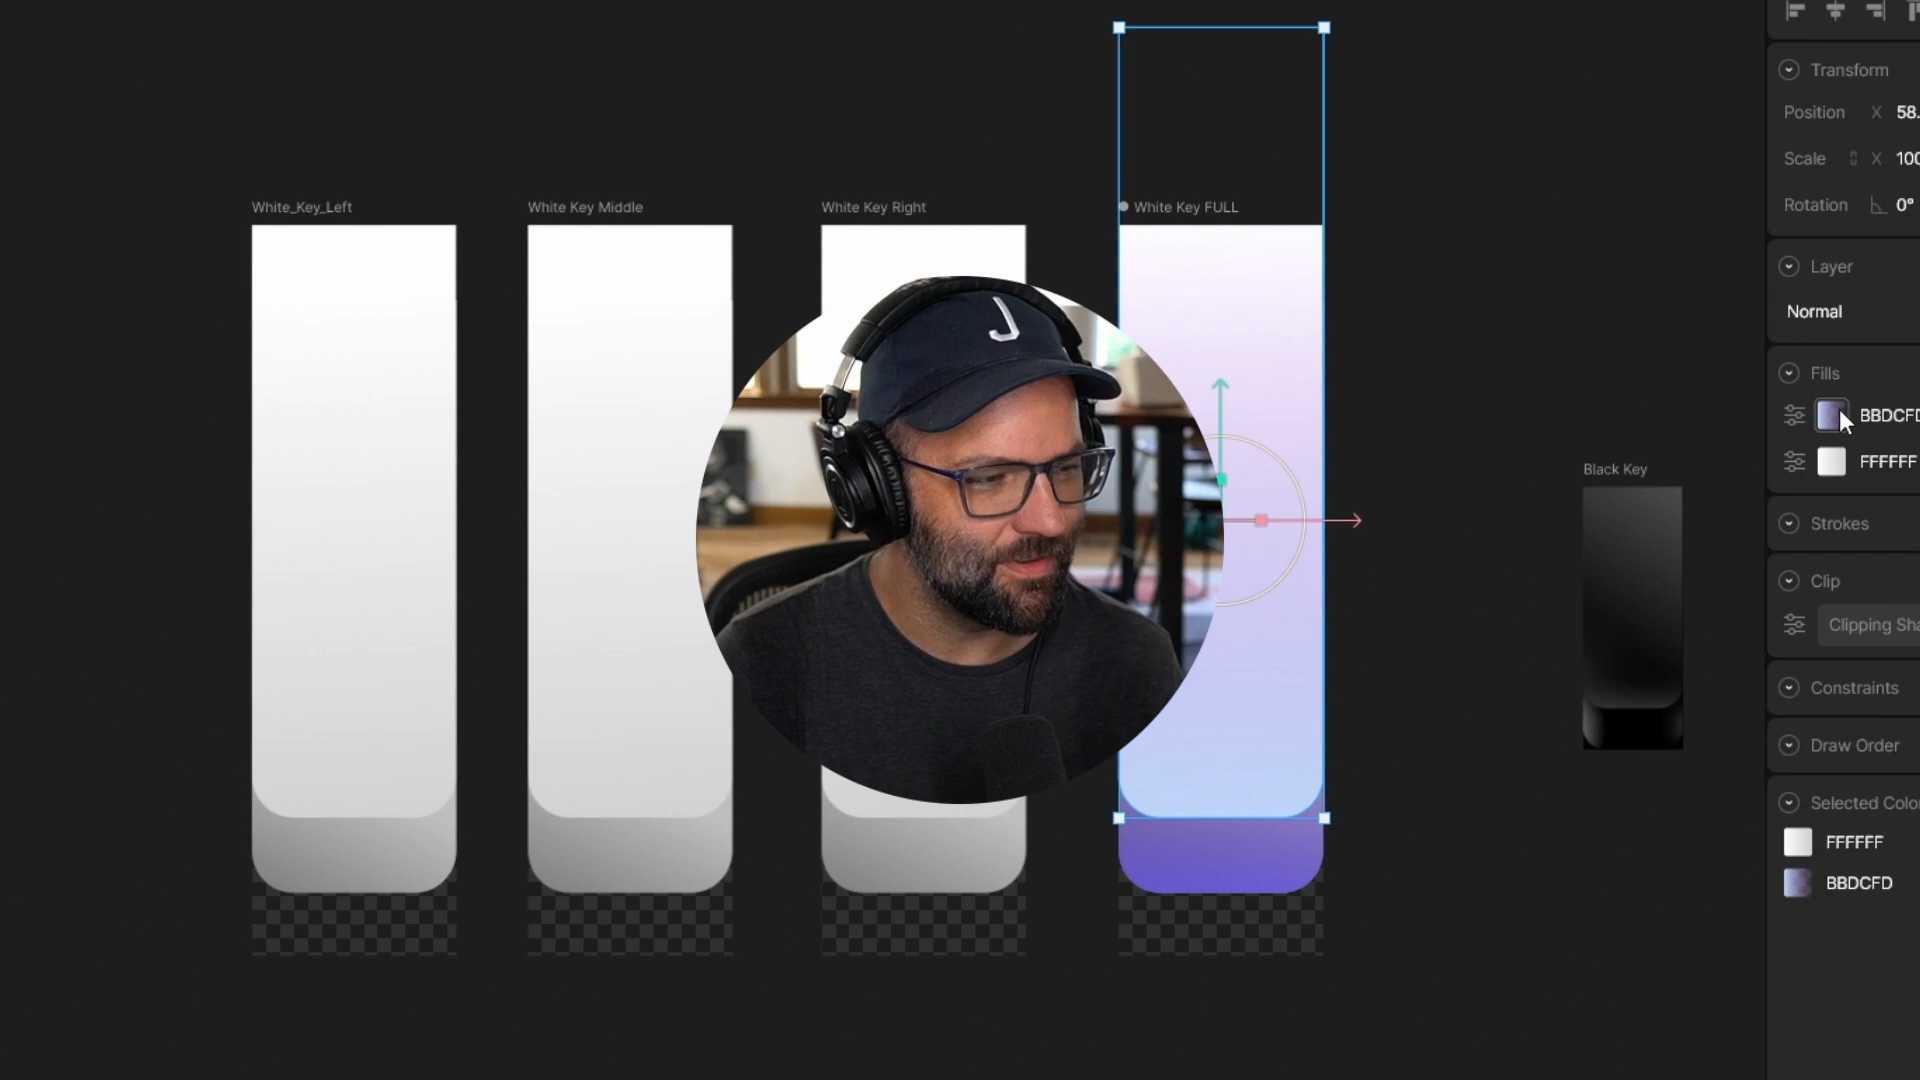 White_Key_Left
White Key Middle
White Key Right
White Key FULL
Black Key
J
Transform
Position X 58.
Scale X 100
Rotation 0°
Layer
Normal
Fills
BBDCFD
FFFFFF
Strokes
Clip
Clipping Sha
Constraints
Draw Order
Selected Color
FFFFFF
BBDCFD